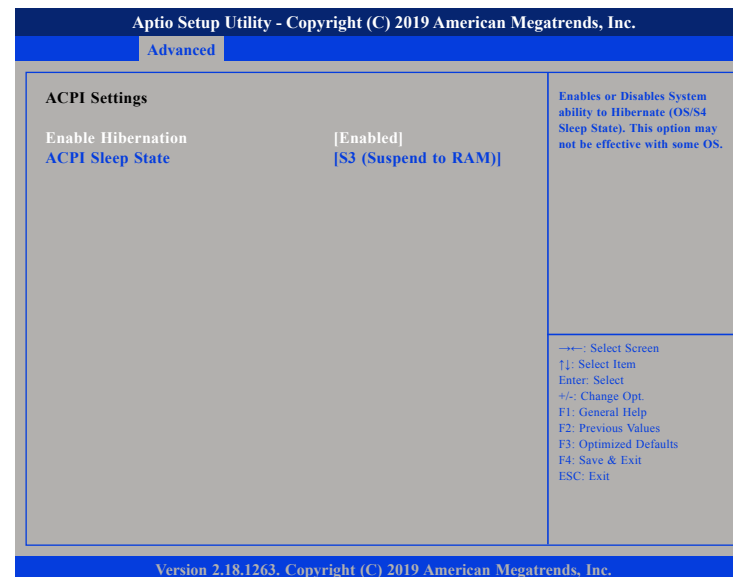 Aptio Setup Utility - Copyright (C) 2019 American Megatrends, Inc.
Advanced
ACPI Settings
Enable Hibernation [Enabled]
ACPI Sleep State [S3 (Suspend to RAM)]
Enables or Disables System
ability to Hibernate (OS/S4
Sleep State). This option may
not be effective with some OS.
→←: Select Screen
↑↓: Select Item
Enter: Select
+/-: Change Opt.
F1: General Help
F2: Previous Values
F3: Optimized Defaults
F4: Save & Exit
ESC: Exit
Version 2.18.1263. Copyright (C) 2019 American Megatrends, Inc.